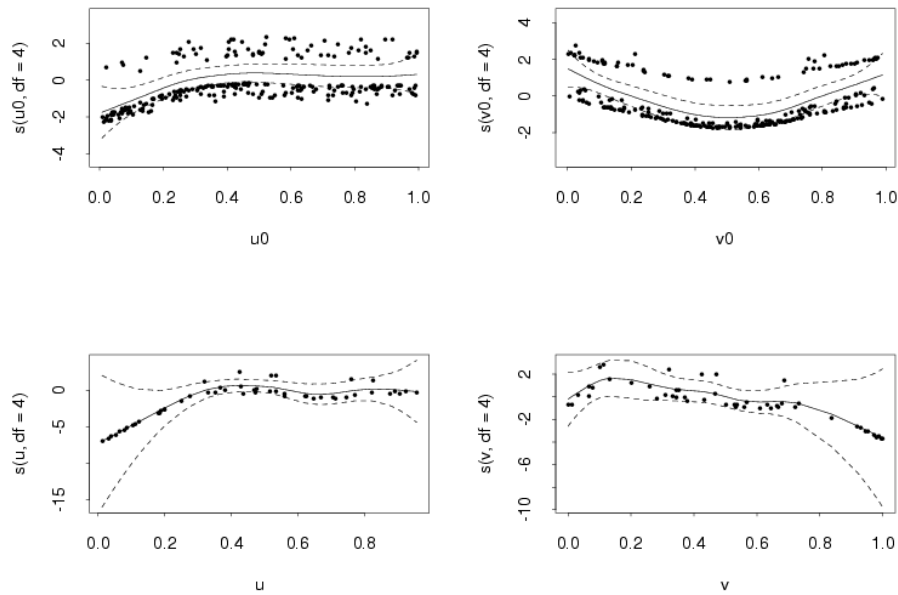 s(u0, df = 4)
2
0
-2
-4
0.0 0.2 0.4 0.6 0.8 1.0
u0
s(v0, df = 4)
4
2
0
-2
0.0 0.2 0.4 0.6 0.8 1.0
v0
s(u, df = 4)
0
-5
-15
0.0 0.2 0.4 0.6 0.8
u
s(v, df = 4)
2
-2
-6
-10
0.0 0.2 0.4 0.6 0.8 1.0
v